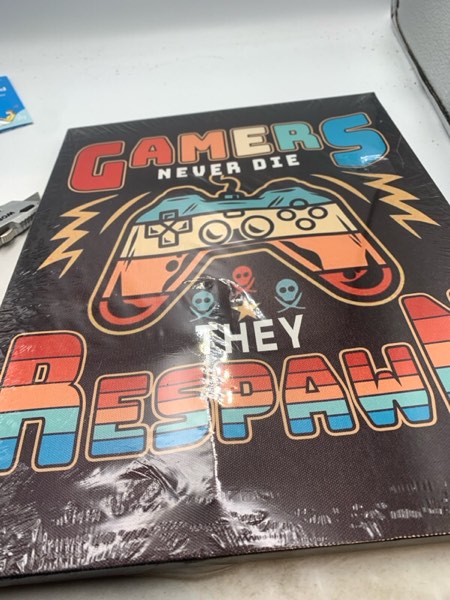 GAMERS
NEVER DIE
THEY
RESPAWN